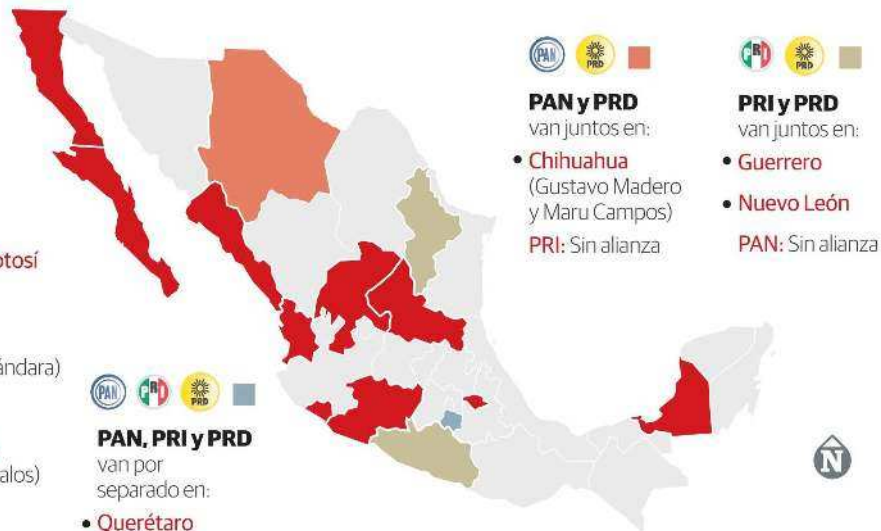 otosí
ándara)
alos)
PAN PRI PRD
PAN, PRI y PRD
van por
separado en:
• Querétaro
PAN PRD
PAN y PRD
van juntos en:
• Chihuahua
(Gustavo Madero
y Maru Campos)
PRI: Sin alianza
PRI PRD
PRI y PRD
van juntos en:
• Guerrero
• Nuevo León
PAN: Sin alianza
N